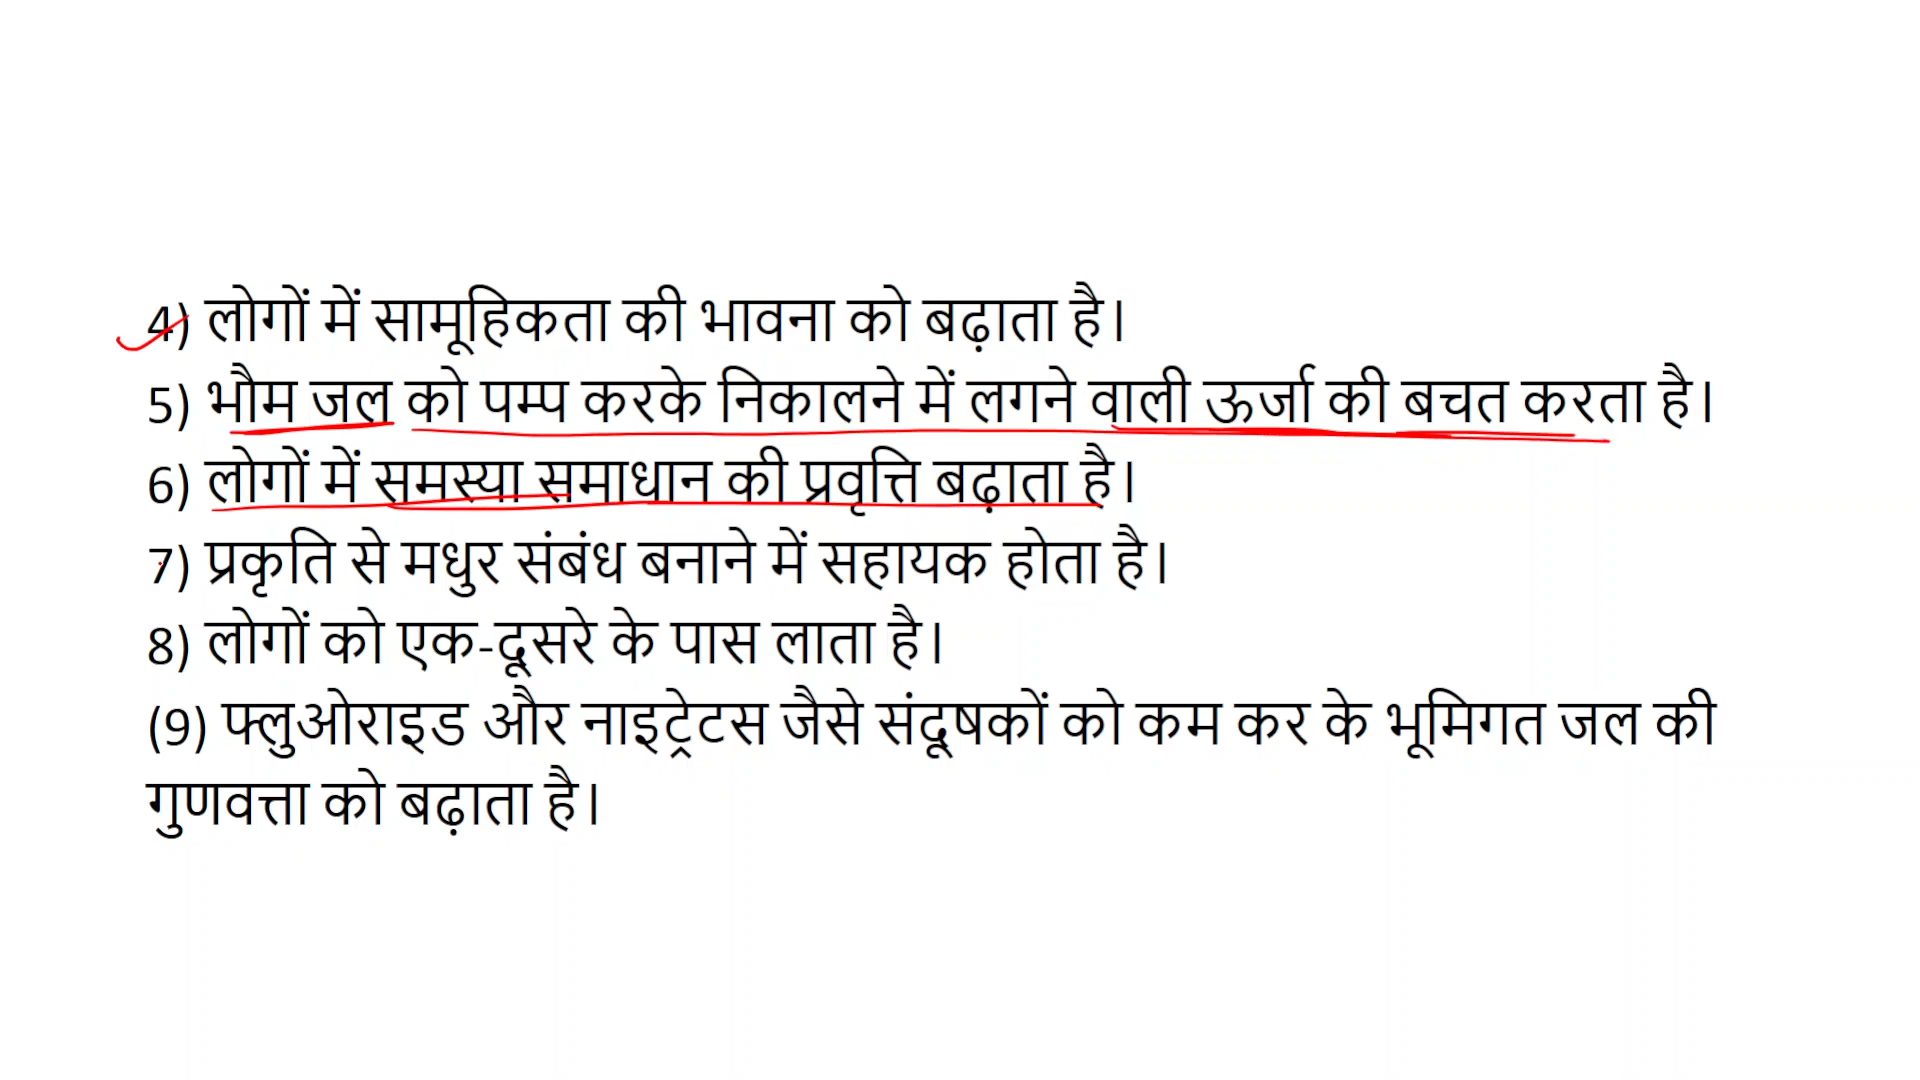 4) लोगों में सामूहिकता की भावना को बढ़ाता है।
5) भौम जल को पम्प करके निकालने में लगने वाली ऊर्जा की बचत करता है।
6) लोगों में समस्या समाधान की प्रवृत्ति बढ़ाता है।
7) प्रकृति से मधुर संबंध बनाने में सहायक होता है।
8) लोगों को एक-दूसरे के पास लाता है।
(9) फ्लुओराइड और नाइट्रेटस जैसे संदूषकों को कम कर के भूमिगत जल की
गुणवत्ता को बढ़ाता है।